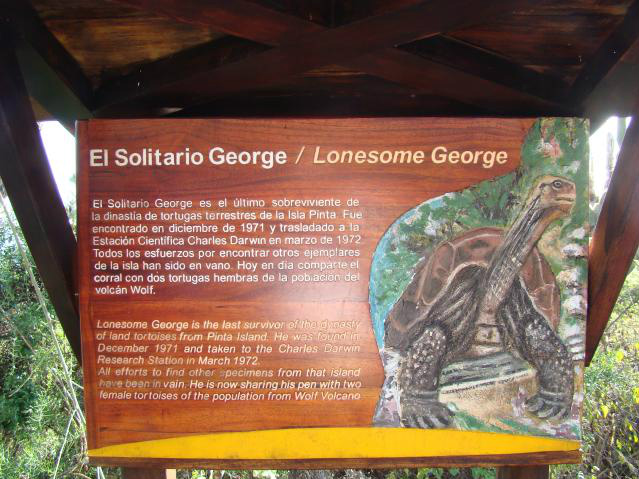 El Solitario George / Lonesome George
El Solitario George es el último sobreviviente de
la dinastía de tortugas terrestres de la Isla Pinta. Fue
encontrado en diciembre de 1971 y trasladado a la
Estación Científica Charles Darwin en marzo de 1972.
Todos los esfuerzos por encontrar otros ejemplares
de la isla han sido en vano. Hoy en día comparte el
corral con dos tortugas hembras de la población del
volcán Wolf.
Lonesome George is the last survivor of the dynasty
of land tortoises from Pinta Island. He was found in
December 1971 and taken to the Charles Darwin
Research Station in March 1972.
All efforts to find other specimens from that island
have been in vain. He is now sharing his pen with two
female tortoises of the population from Wolf Volcano